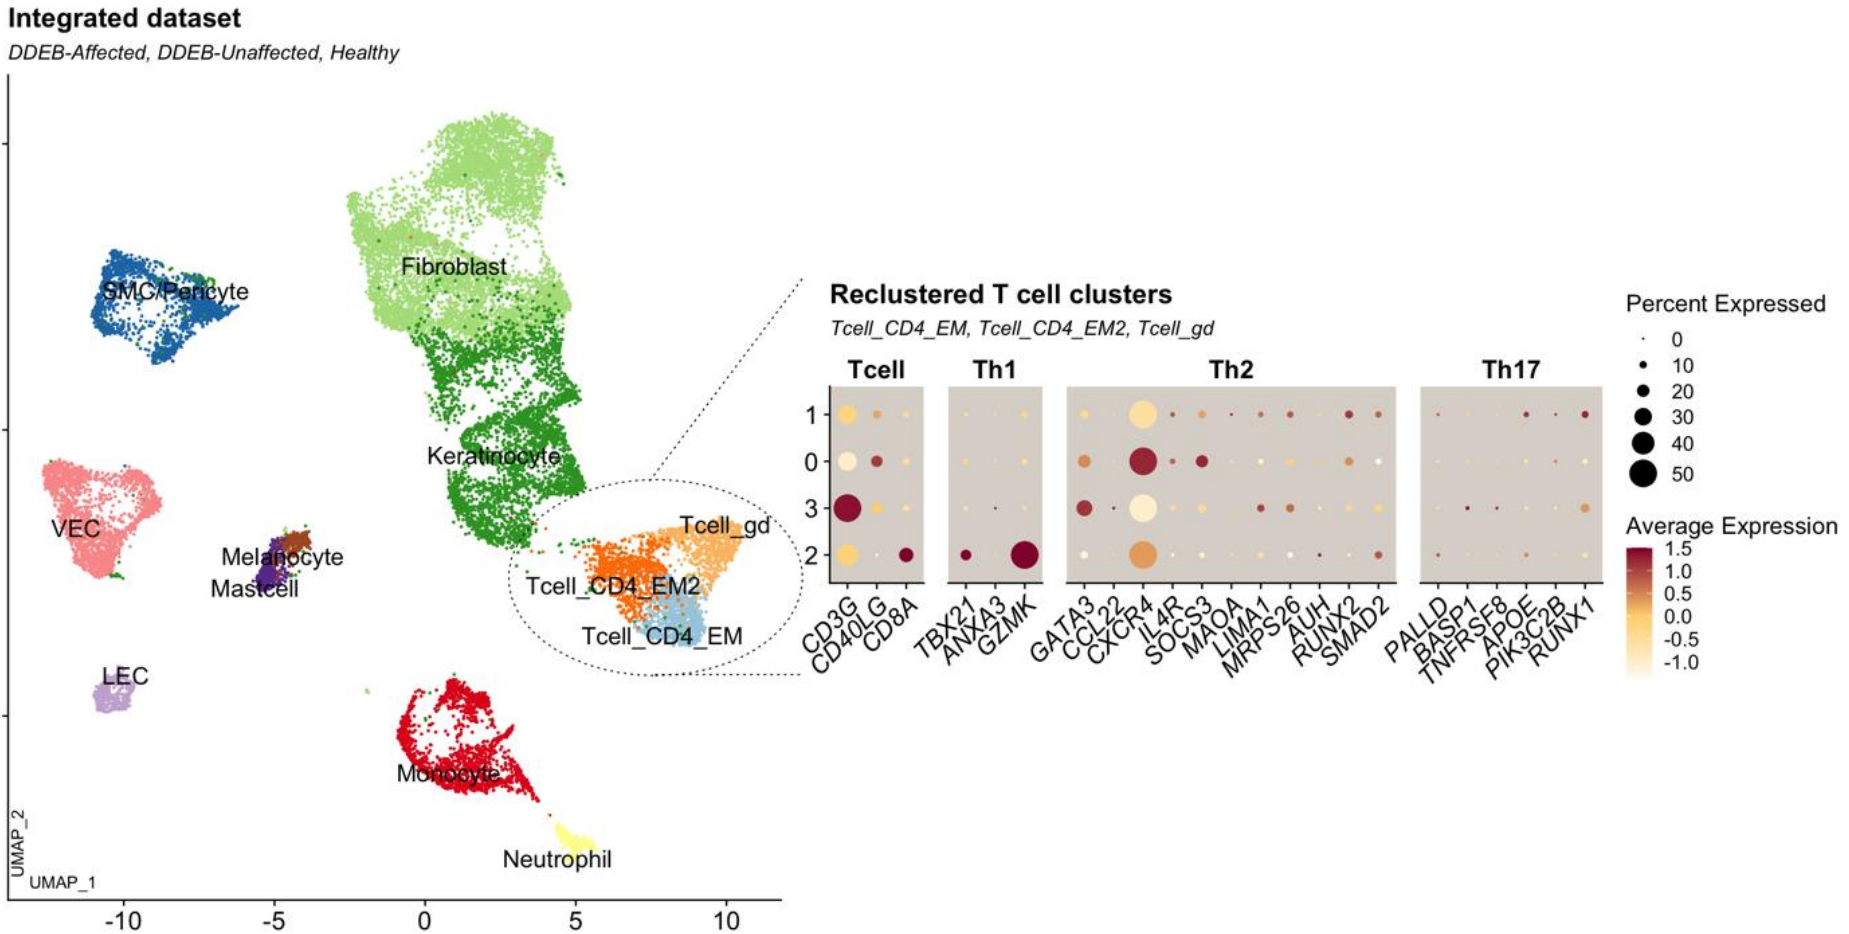 Integrated dataset
DDEB-Affected, DDEB-Unaffected, Healthy
Fibroblast
SMC/Pericyte
Keratinocyte
VEC
Melanocyte
Mastcell
Tcell_gd
Tcell_CD4_EM2
Tcell_CD4_EM
LEC
Monocyte
Neutrophil
UMAP_2
UMAP_1
-10 -5 0 5 10
Reclustered T cell clusters
Tcell_CD4_EM, Tcell_CD4_EM2, Tcell_gd
Tcell Th1 Th2 Th17
1
0
3
2
CD3G CD40LG CD8A TBX21 ANXA3 GZMK GATA3 CCL22 CXCR4 IL4R SOCS3 MAOA LIMA1 MRPS26 AUH RUNX2 SMAD2 PALLD BASP1 TNFRSF8 APOE PIK3C2B RUNX1
Percent Expressed
0
10
20
30
40
50
Average Expression
1.5
1.0
0.5
0.0
-0.5
-1.0